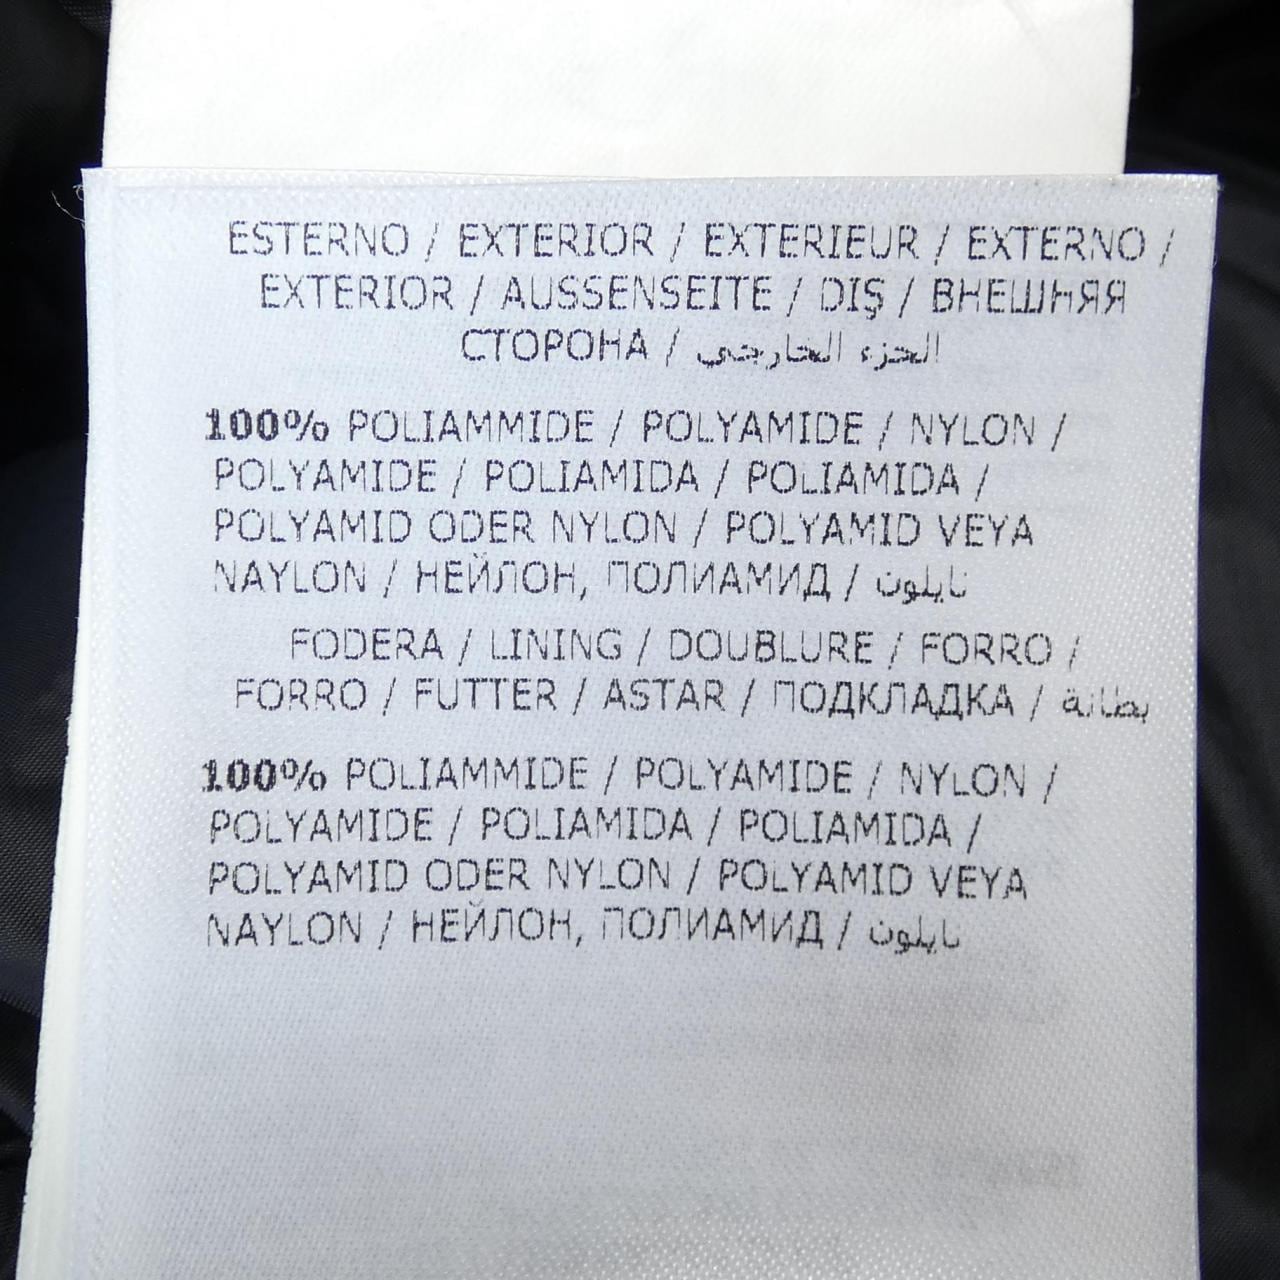 ESTERNO / EXTERIOR / EXTERIEUR / EXTERNO /
EXTERIOR / AUSSENSEITE / DIŞ / ВНЕШНЯЯ
СТОРОНА / الجزء الخارجي
100% POLIAMMIDE / POLYAMIDE / NYLON /
POLYAMIDE / POLIAMIDA / POLIAMIDA /
POLYAMID ODER NYLON / POLYAMID VEYA
NAYLON / НЕЙЛОН, ПОЛИАМИД / نايلون
FODERA / LINING / DOUBLURE / FORRO /
FORRO / FUTTER / ASTAR / ПОДКЛАДКА / بطانة
100% POLIAMMIDE / POLYAMIDE / NYLON /
POLYAMIDE / POLIAMIDA / POLIAMIDA /
POLYAMID ODER NYLON / POLYAMID VEYA
NAYLON / НЕЙЛОН, ПОЛИАМИД / نايلون